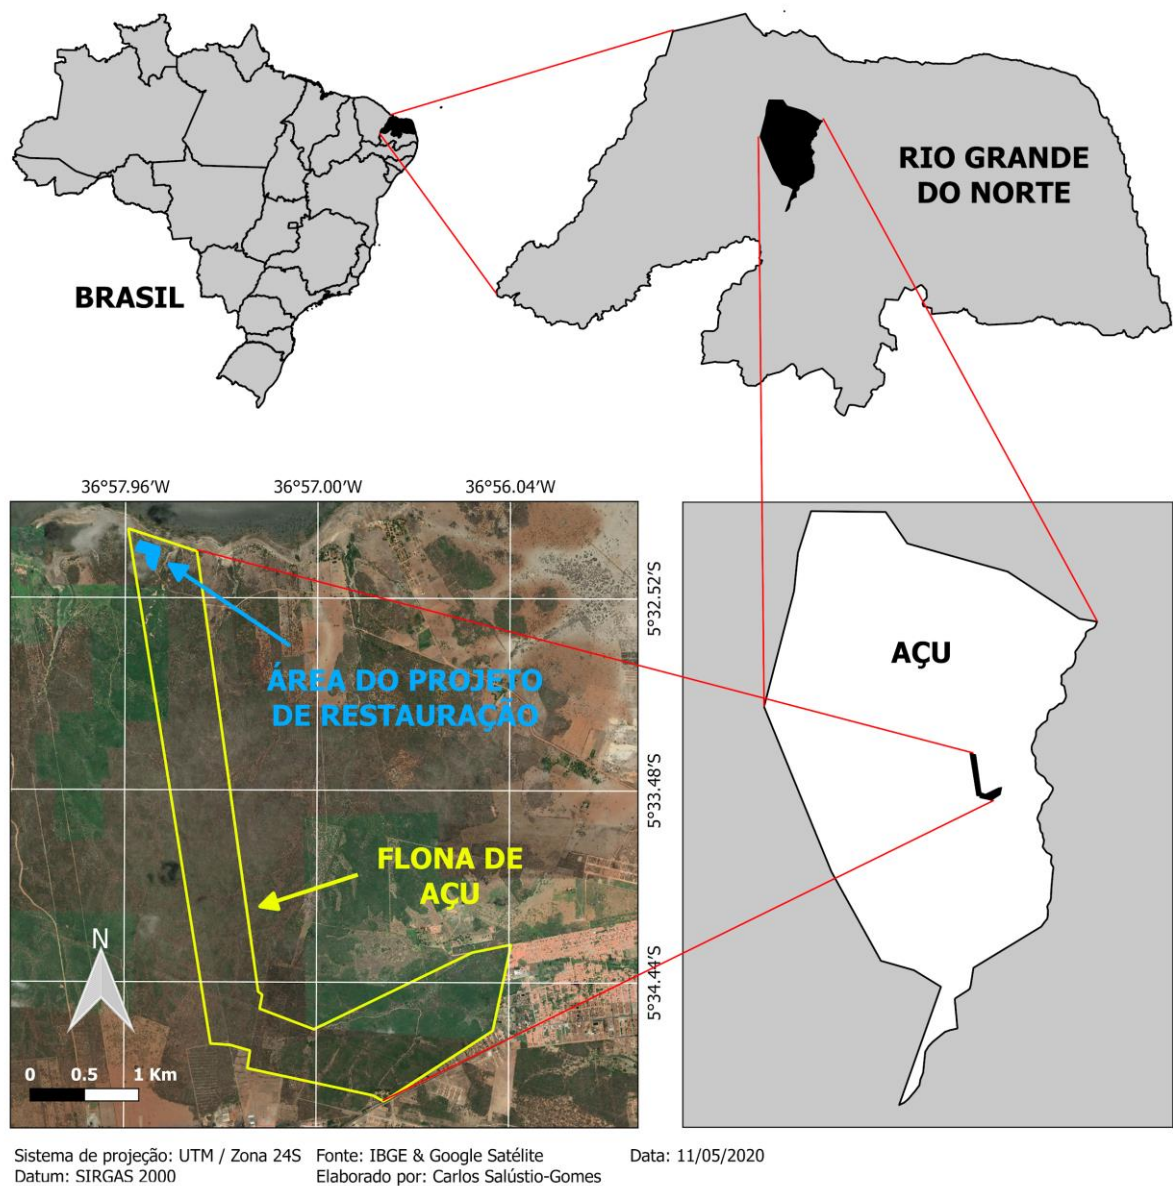 BRASIL
RIO GRANDE
DO NORTE
36°57.96'W
36°57.00'W
36°56.04'W
5°32.52'S
5°33.48'S
5°34.44'S
ÁREA DO PROJETO
DE RESTAURAÇÃO
FLONA DE
AÇU
N
0 0.5 1 Km
AÇU
Sistema de projeção: UTM / Zona 24S
Datum: SIRGAS 2000
Fonte: IBGE & Google Satélite
Elaborado por: Carlos Salústio-Gomes
Data: 11/05/2020